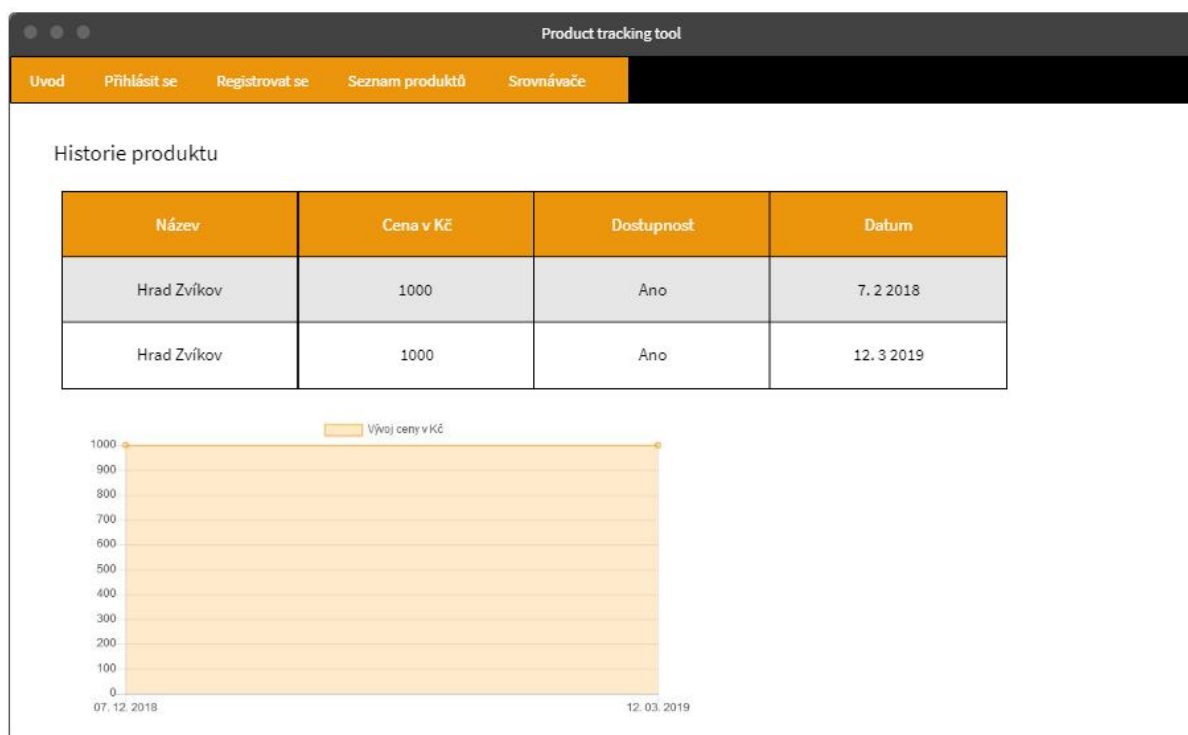 Product tracking tool
Uvod Přihlásit se Registrovat se Seznam produktů Srovnávače
Historie produktu
Název Cena v Kč Dostupnost Datum
Hrad Zvíkov 1000 Ano 7. 2 2018
Hrad Zvíkov 1000 Ano 12. 3 2019
Vývoj ceny v Kč
1000
900
800
700
600
500
400
300
200
100
0
07. 12. 2018 12. 03. 2019